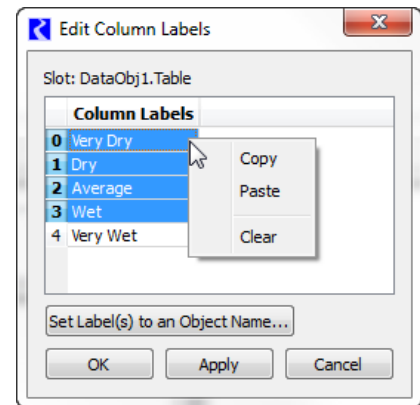 Edit Column Labels
Slot: DataObj1.Table
Column Labels
0 Very Dry
1 Dry
2 Average
3 Wet
4 Very Wet
Copy
Paste
Clear
Set Label(s) to an Object Name...
OK Apply Cancel